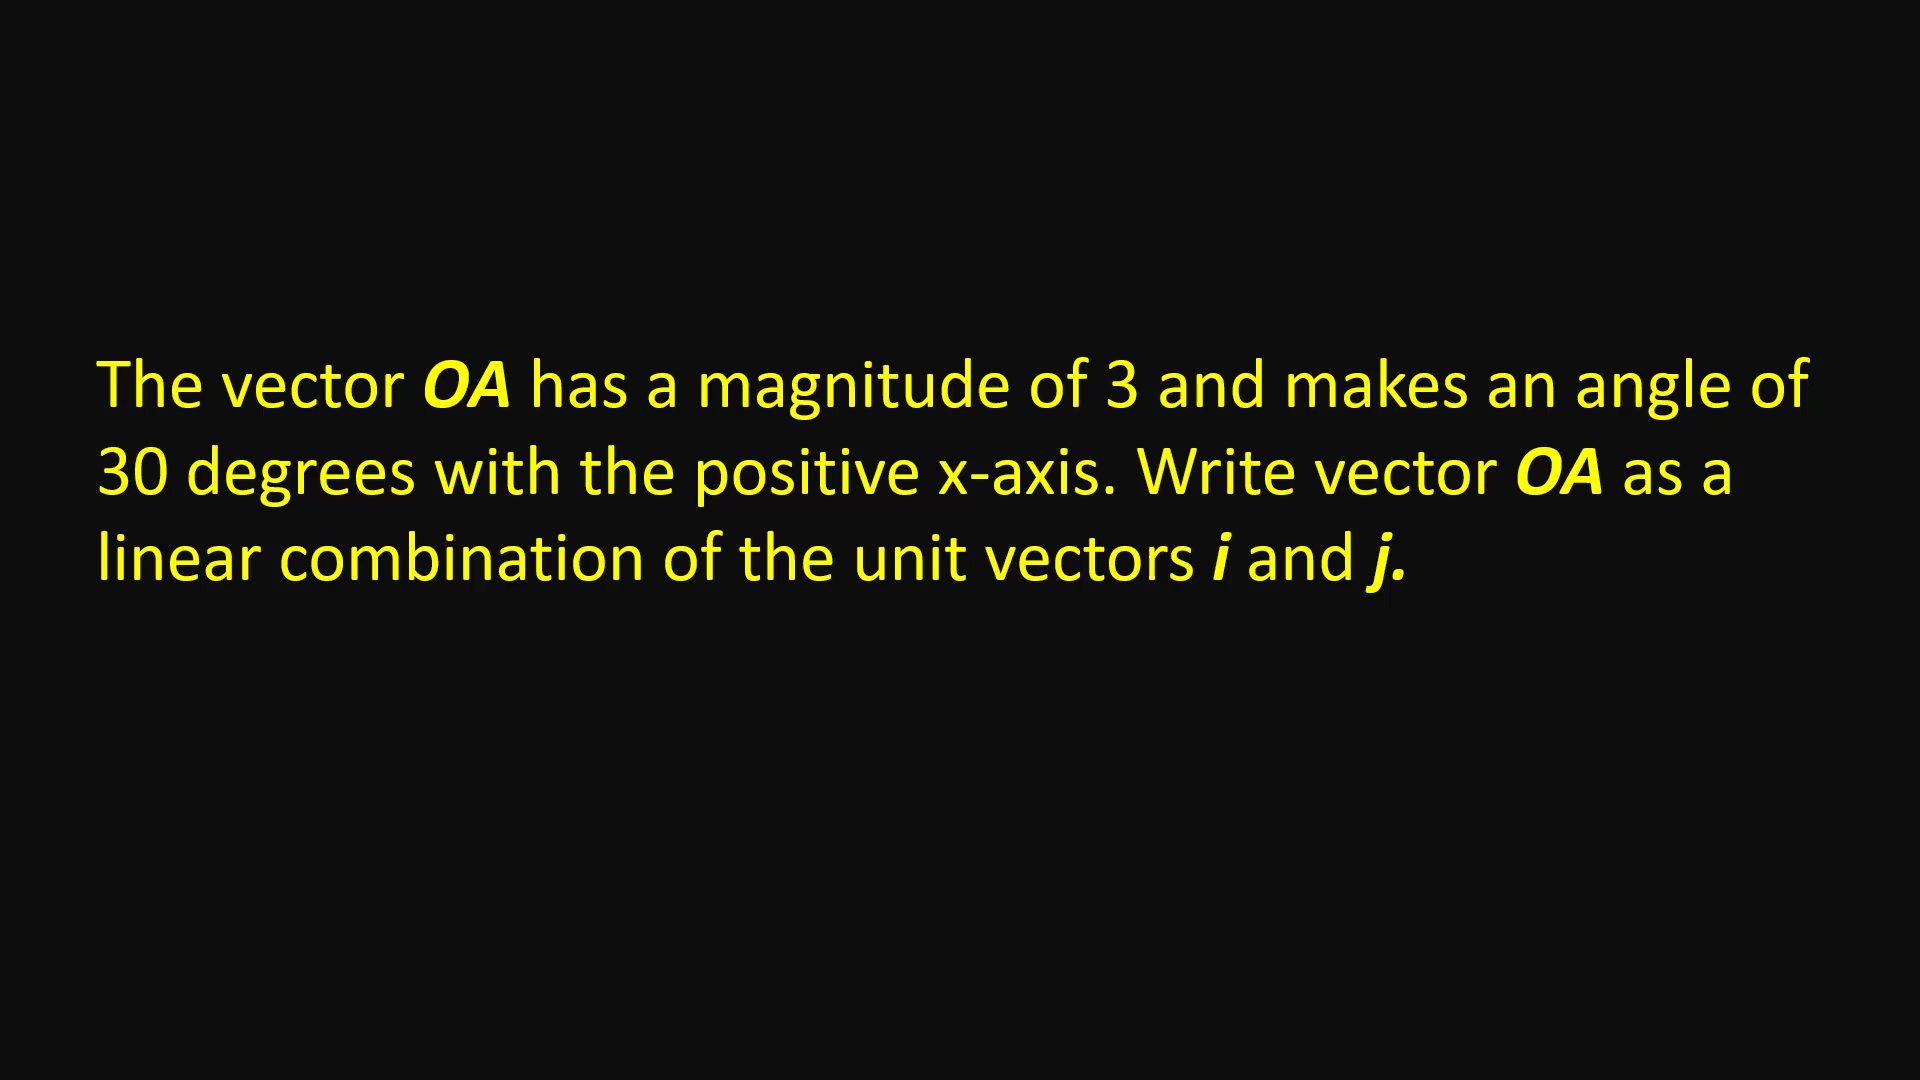 The vector OA has a magnitude of 3 and makes an angle of
30 degrees with the positive x-axis. Write vector OA as a
linear combination of the unit vectors i and j.